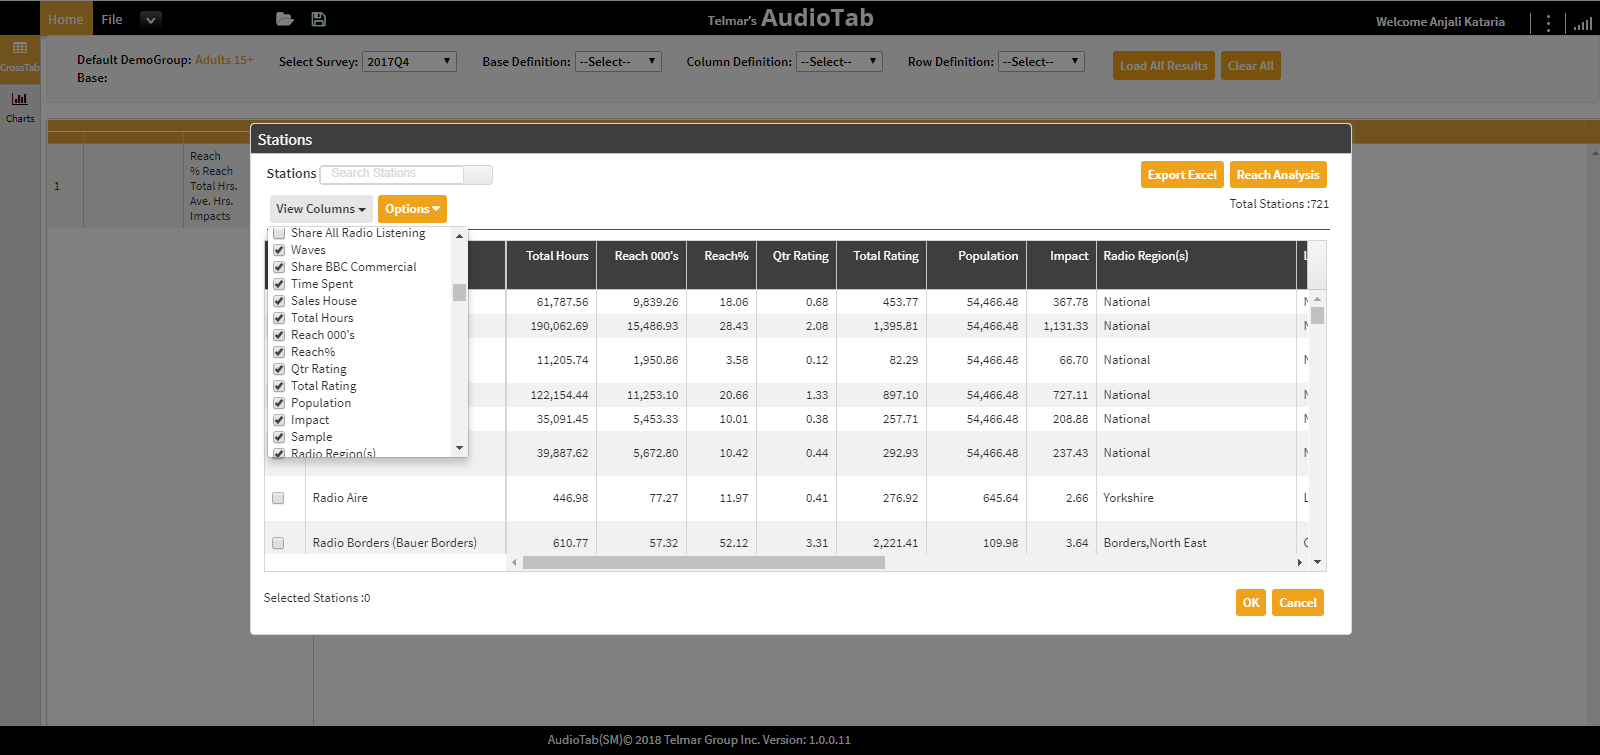 Home File Telmar's AudioTab Welcome Anjali Kataria
CrossTab
Charts
Default DemoGroup: Adults 15+ Select Survey: 2017Q4 Base Definition: --Select-- Column Definition: --Select-- Row Definition: --Select-- Load All Results Clear All
Base:
1
Reach
% Reach
Total Hrs.
Ave. Hrs.
Impacts
Stations
Stations Search Stations Export Excel Reach Analysis
Total Stations :721
View Columns Options
Share All Radio Listening
Waves
Share BBC Commercial
Time Spent
Sales House
Total Hours
Reach 000's
Reach%
Qtr Rating
Total Rating
Population
Impact
Sample
Radio Region(s)
Total Hours Reach 000's Reach% Qtr Rating Total Rating Population Impact Radio Region(s)
61,787.56 9,839.26 18.06 0.68 453.77 54,466.48 367.78 National
190,062.69 15,486.93 28.43 2.08 1,395.81 54,466.48 1,131.33 National
11,205.74 1,950.86 3.58 0.12 82.29 54,466.48 66.70 National
122,154.44 11,253.10 20.66 1.33 897.10 54,466.48 727.11 National
35,091.45 5,453.33 10.01 0.38 257.71 54,466.48 208.88 National
39,887.62 5,672.80 10.42 0.44 292.93 54,466.48 237.43 National
Radio Aire 446.98 77.27 11.97 0.41 276.92 645.64 2.66 Yorkshire
Radio Borders (Bauer Borders) 610.77 57.32 52.12 3.31 2,221.41 109.98 3.64 Borders,North East
Selected Stations :0
OK Cancel
AudioTab(SM)© 2018 Telmar Group Inc. Version: 1.0.0.11